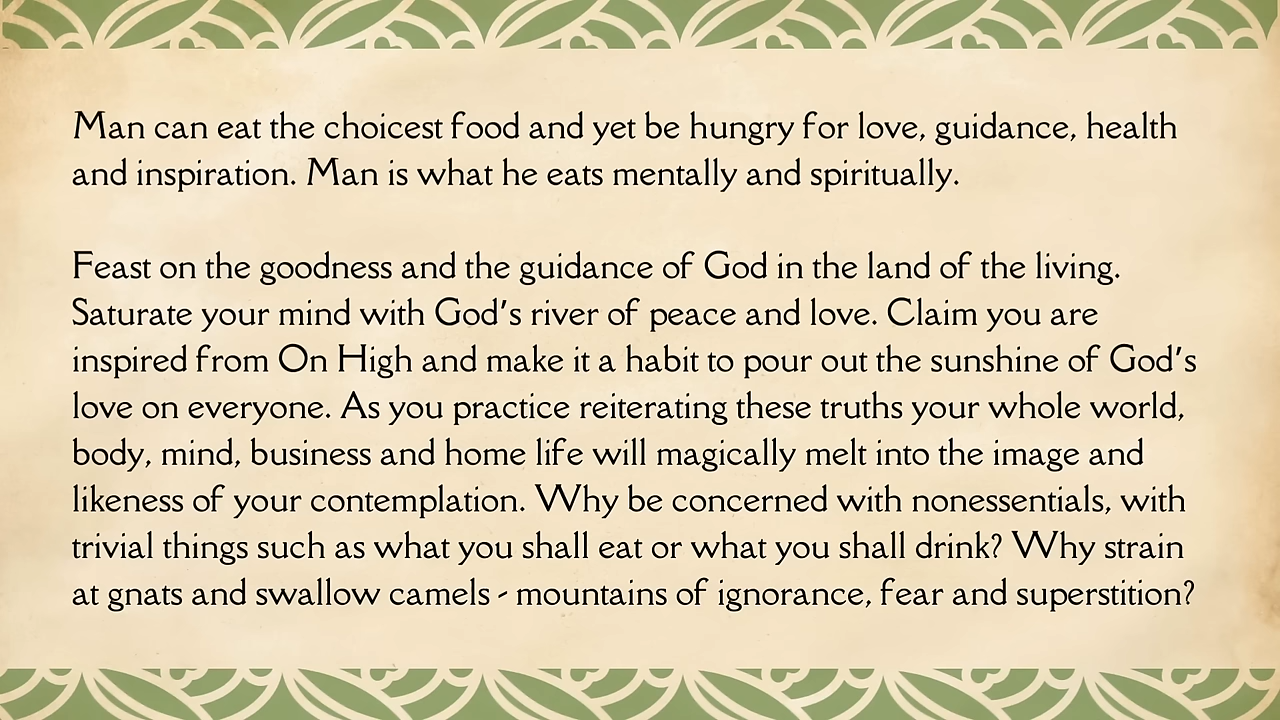 Man can eat the choicest food and yet be hungry for love, guidance, health
and inspiration. Man is what he eats mentally and spiritually.
Feast on the goodness and the guidance of God in the land of the living.
Saturate your mind with God's river of peace and love. Claim you are
inspired from On High and make it a habit to pour out the sunshine of God's
love on everyone. As you practice reiterating these truths your whole world,
body, mind, business and home life will magically melt into the image and
likeness of your contemplation. Why be concerned with nonessentials, with
trivial things such as what you shall eat or what you shall drink? Why strain
at gnats and swallow camels - mountains of ignorance, fear and superstition?